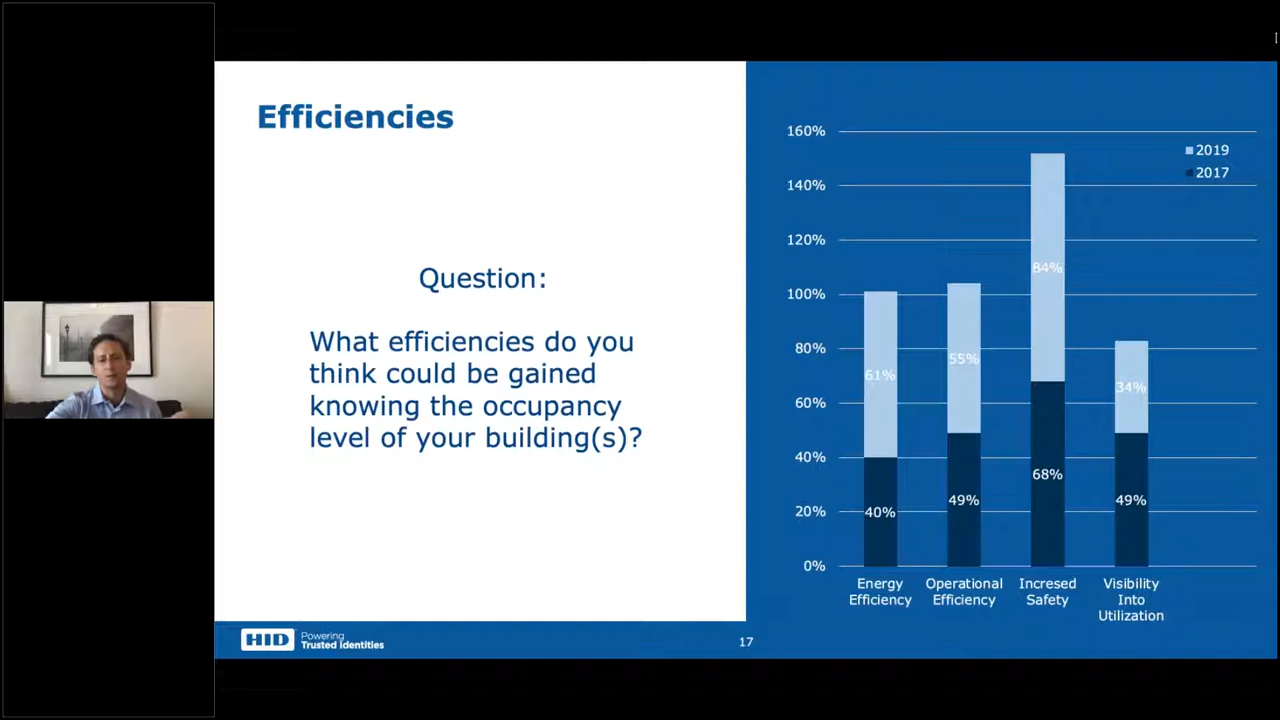 Efficiencies
Question:
What efficiencies do you
think could be gained
knowing the occupancy
level of your building(s)?
160%
140%
120%
100%
80%
60%
40%
20%
0%
2019
2017
61%
40%
55%
49%
84%
68%
34%
49%
Energy
Efficiency
Operational
Efficiency
Incresed
Safety
Visibility
Into
Utilization
HID
Powering
Trusted Identities
17